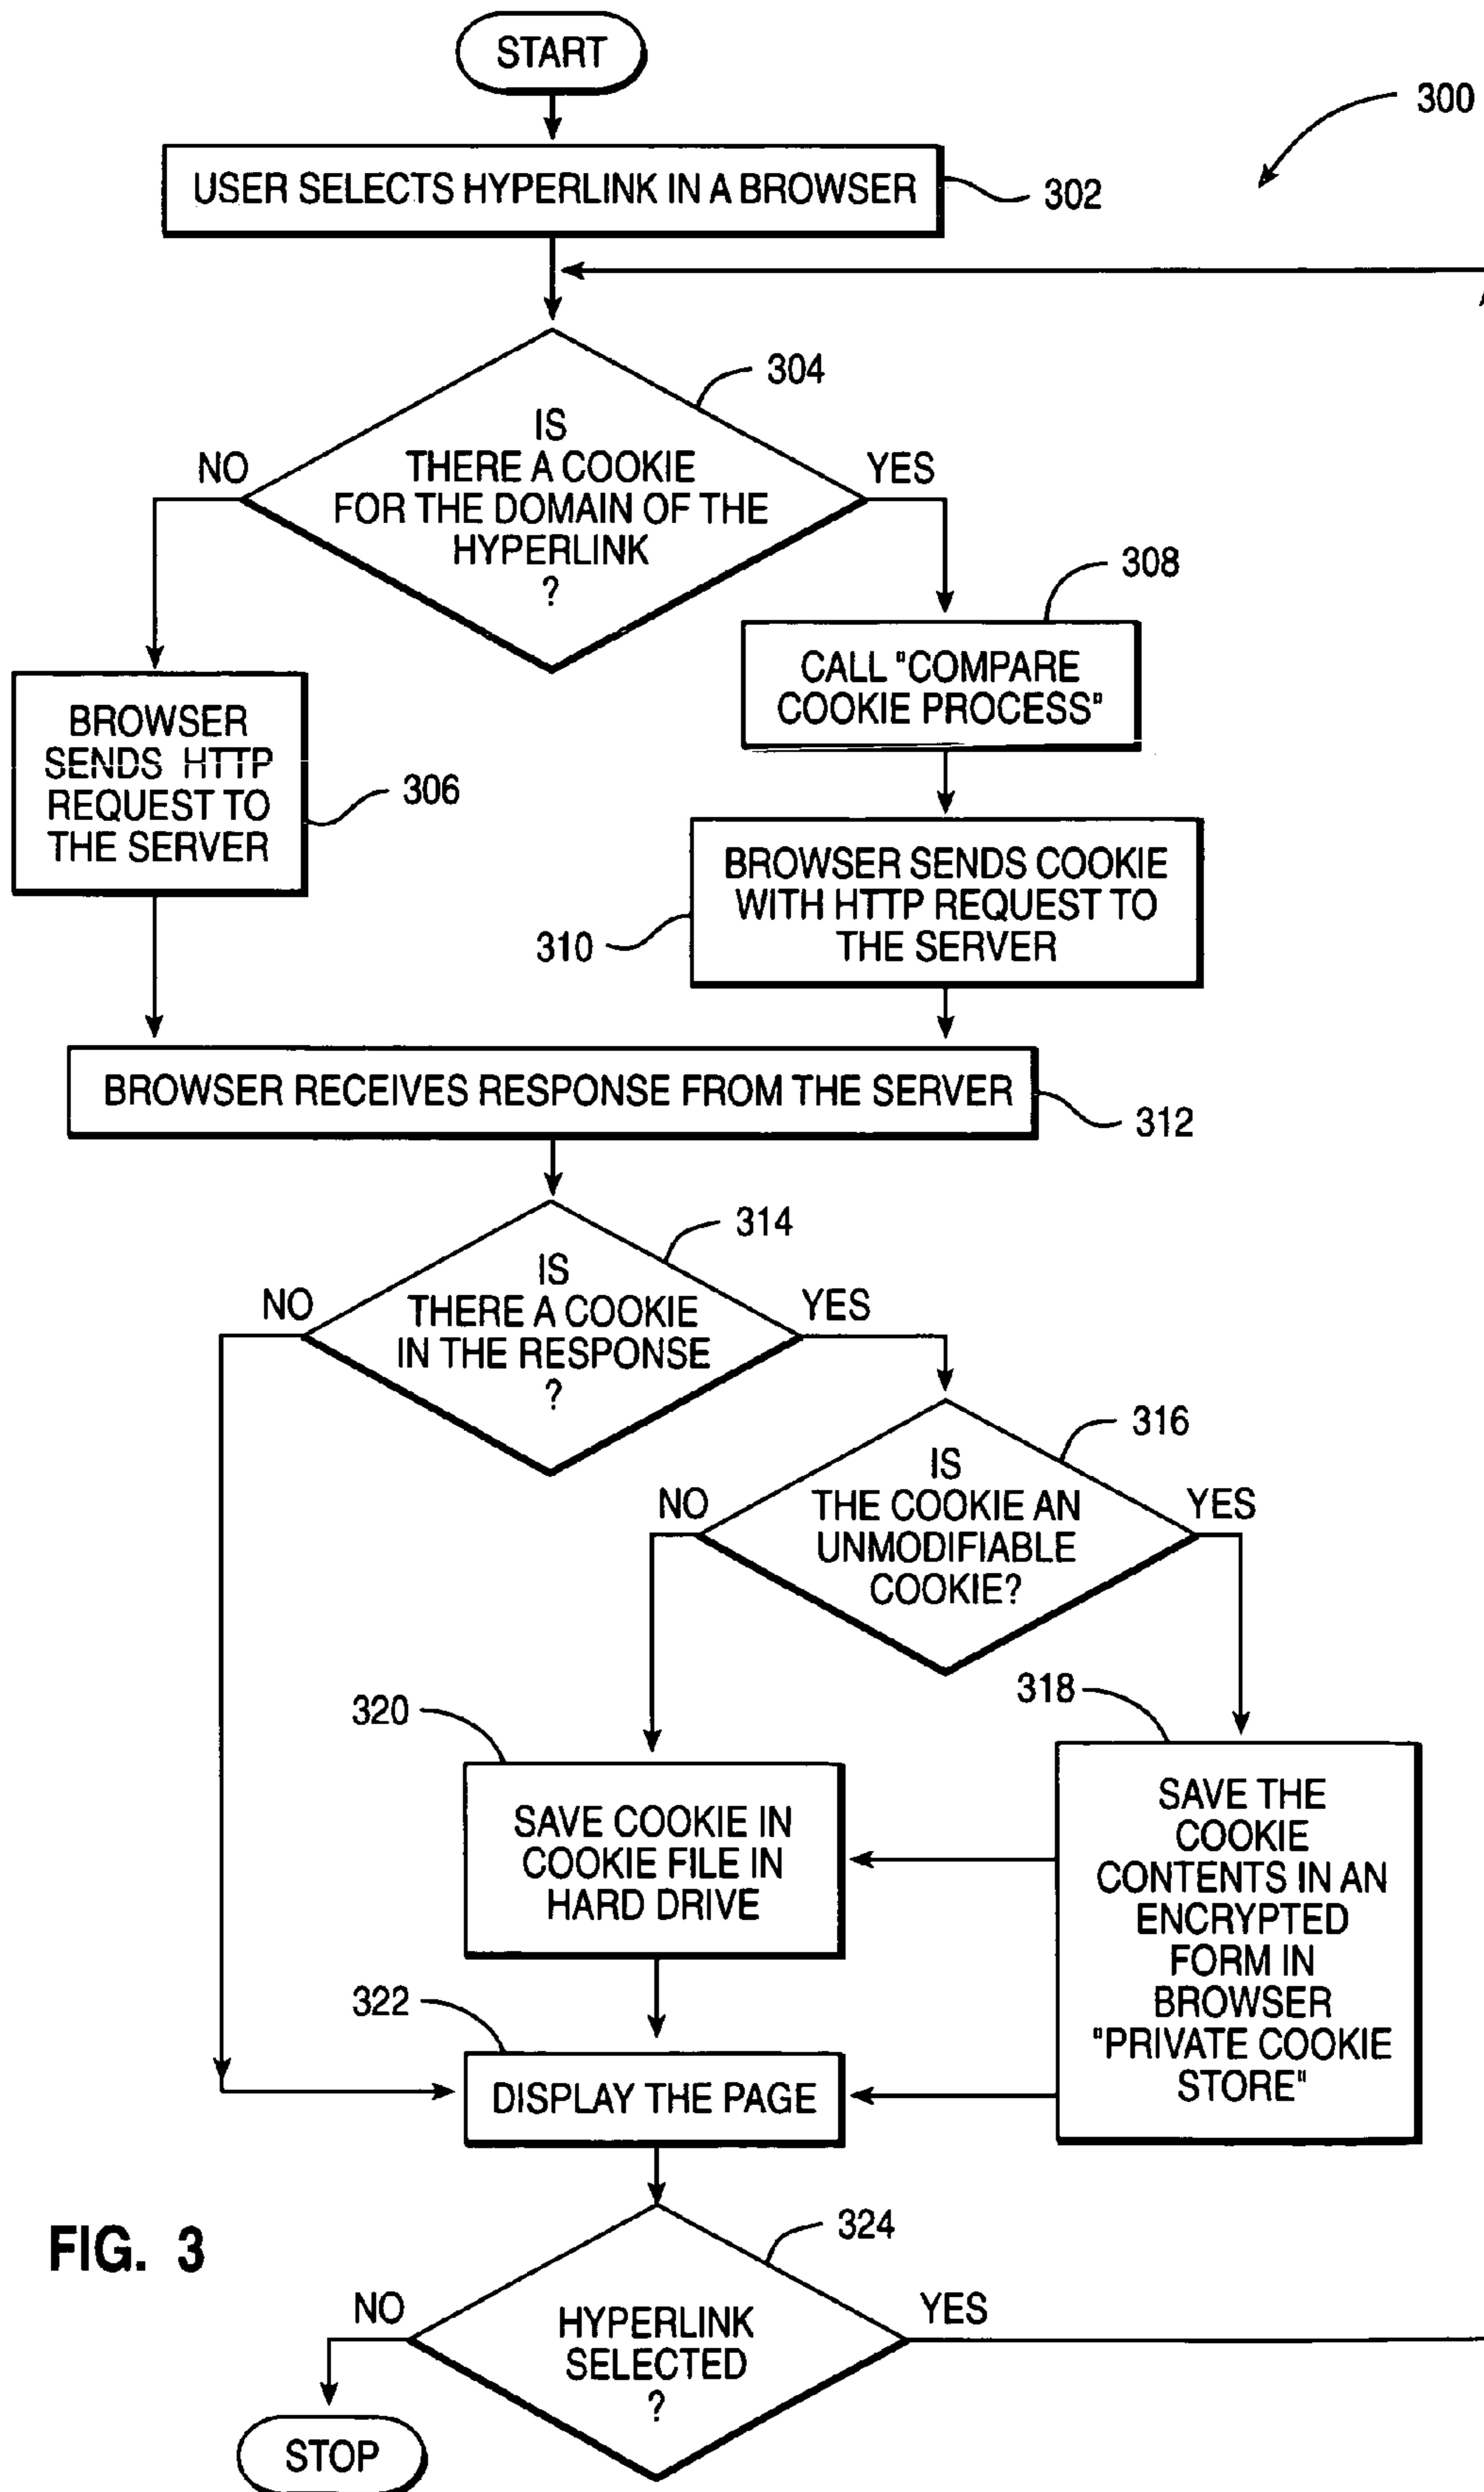 START
300
USER SELECTS HYPERLINK IN A BROWSER
302
304
IS
THERE A COOKIE
FOR THE DOMAIN OF THE
HYPERLINK
?
NO
YES
308
CALL "COMPARE
COOKIE PROCESS"
BROWSER
SENDS HTTP
REQUEST TO
THE SERVER
306
BROWSER SENDS COOKIE
WITH HTTP REQUEST TO
THE SERVER
310
BROWSER RECEIVES RESPONSE FROM THE SERVER
312
314
IS
THERE A COOKIE
IN THE RESPONSE
?
NO
YES
316
IS
THE COOKIE AN
UNMODIFIABLE
COOKIE?
NO
YES
318
320
SAVE COOKIE IN
COOKIE FILE IN
HARD DRIVE
SAVE THE
COOKIE
CONTENTS IN AN
ENCRYPTED
FORM IN
BROWSER
"PRIVATE COOKIE
STORE"
322
DISPLAY THE PAGE
324
FIG. 3
HYPERLINK
SELECTED
?
NO
YES
STOP